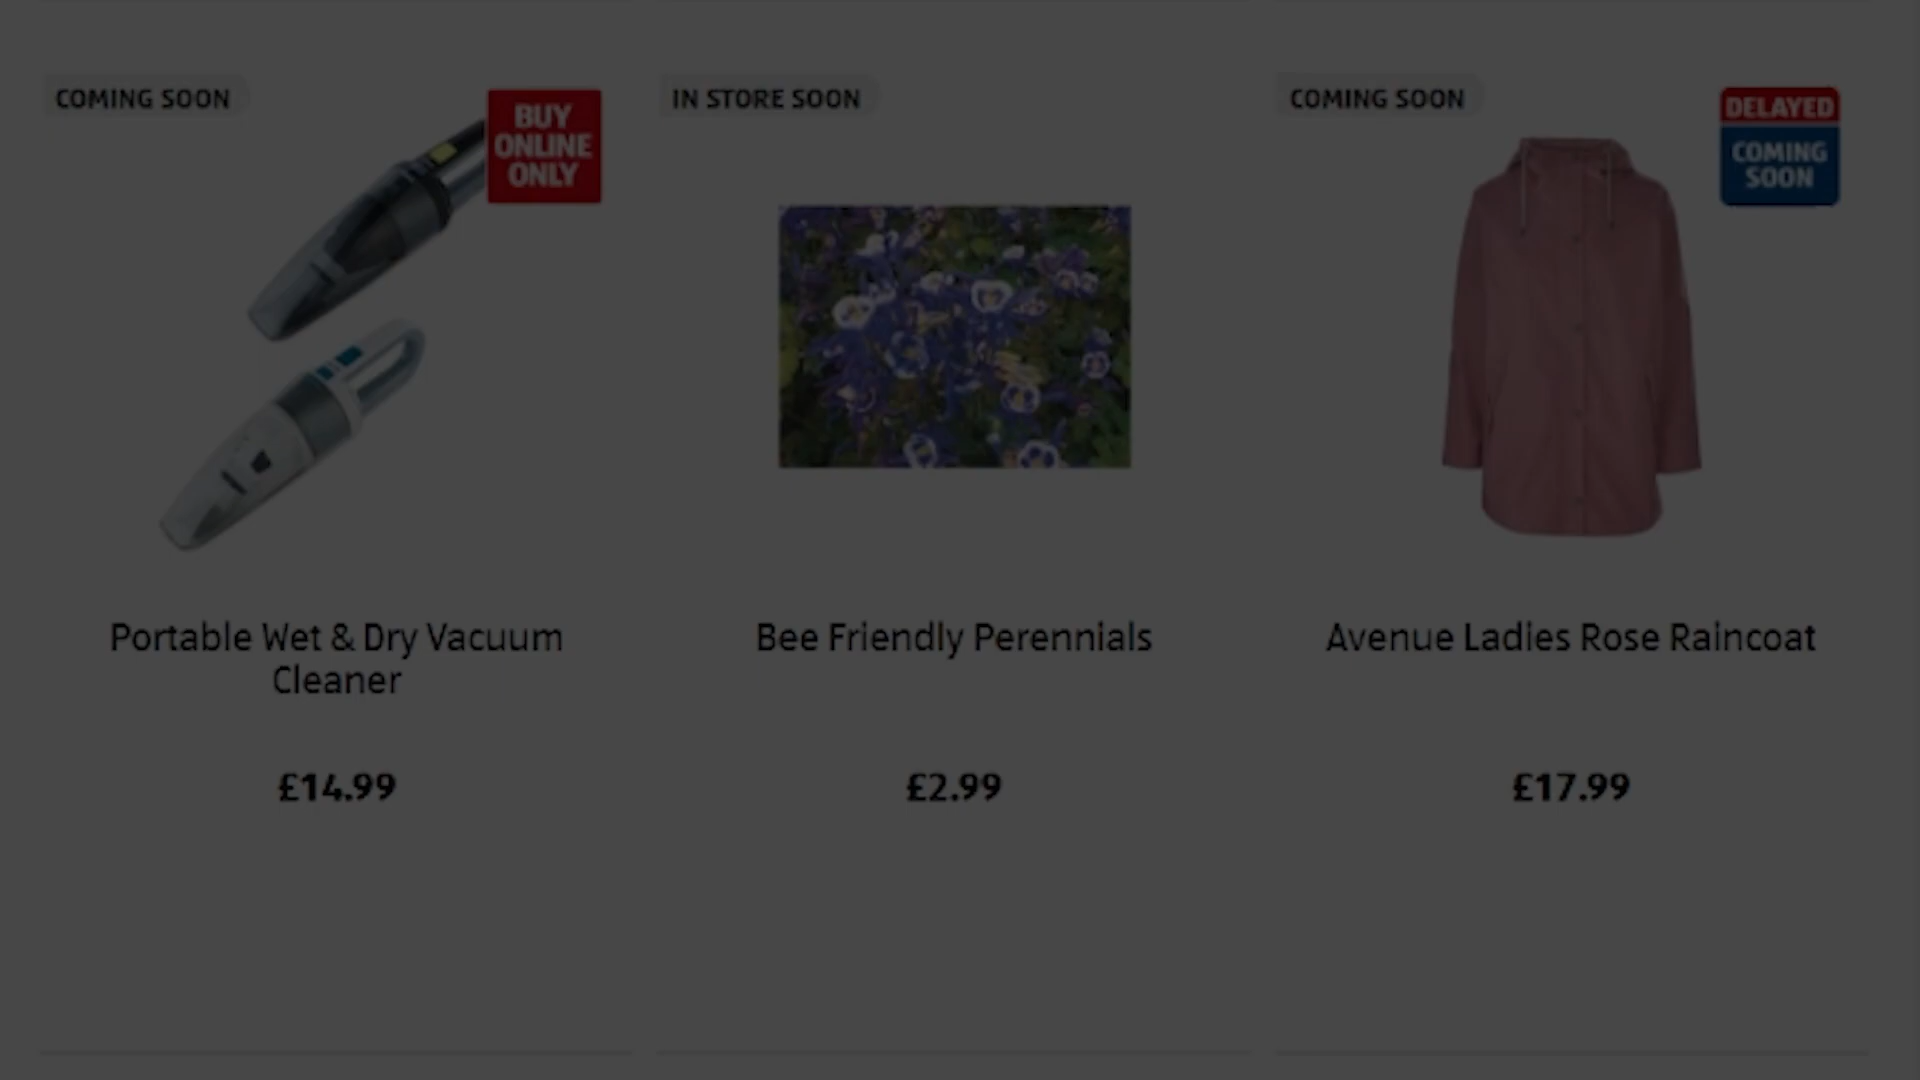 COMING SOON
BUY
ONLINE
ONLY
Portable Wet & Dry Vacuum
Cleaner
£14.99
IN STORE SOON
Bee Friendly Perennials
£2.99
COMING SOON
DELAYED
COMING
SOON
Avenue Ladies Rose Raincoat
£17.99